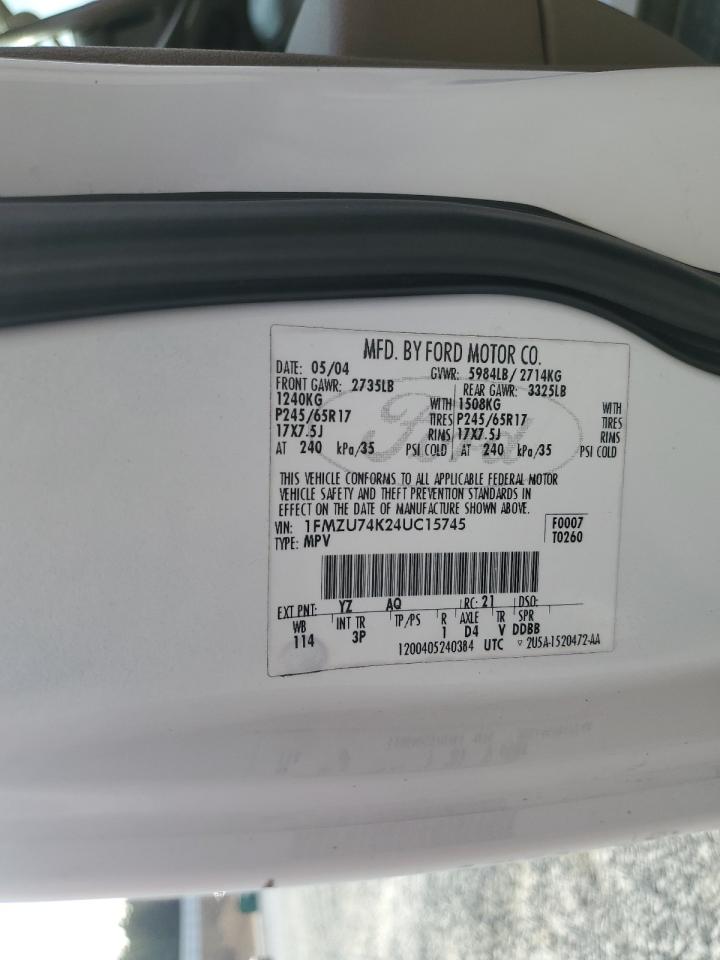 MFD. BY FORD MOTOR CO.
DATE: 05/04 GVWR: 5984LB/ 2714KG
FRONT GAWR: 2735LB REAR GAWR: 3325LB
1240KG WITH 1508KG WITH
P245/65R17 TIRES P245/65R17 TIRES
17X7.5J RIMS 17X7.5J RIMS
AT 240 kPa/35 PSI COLD AT 240 kPa/35 PSI COLD
Ford
THIS VEHICLE CONFORMS TO ALL APPLICABLE FEDERAL MOTOR
VEHICLE SAFETY AND THEFT PREVENTION STANDARDS IN
EFFECT ON THE DATE OF MANUFACTURE SHOWN ABOVE.
VIN: 1FMZU74K24UC15745 F0007
TYPE: MPV T0260
EXT PNT: YZ AQ RC: 21 DSO:
WB INT TR TP/PS R AXLE TR SPR
114 3P 1 D4 V DDBB
1200405240384 UTC ▽ 2U5A-1520472-AA